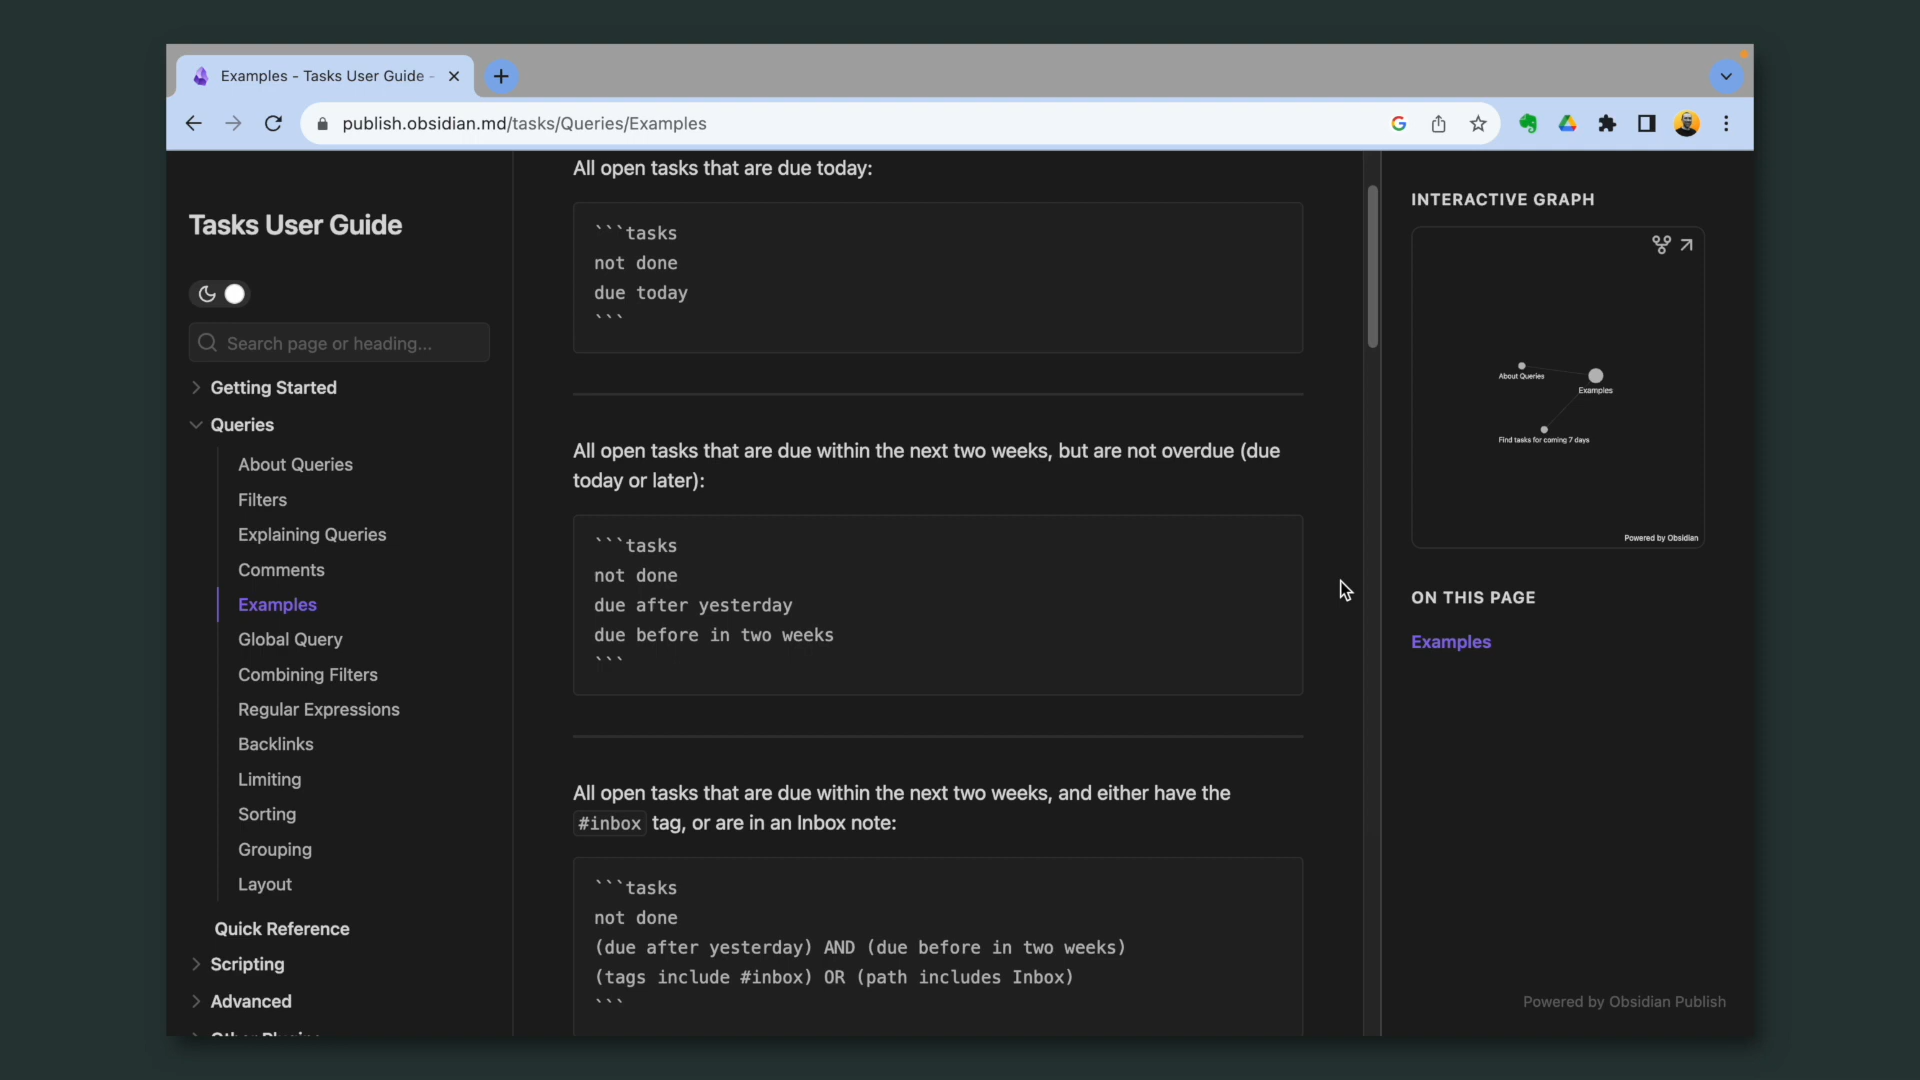 Examples - Tasks User Guide -
publish.obsidian.md/tasks/Queries/Examples
Tasks User Guide
Search page or heading...
Getting Started
Queries
About Queries
Filters
Explaining Queries
Comments
Examples
Global Query
Combining Filters
Regular Expressions
Backlinks
Limiting
Sorting
Grouping
Layout
Quick Reference
Scripting
Advanced
All open tasks that are due today:
```tasks
not done
due today
```
All open tasks that are due within the next two weeks, but are not overdue (due
today or later):
```tasks
not done
due after yesterday
due before in two weeks
```
All open tasks that are due within the next two weeks, and either have the
#inbox tag, or are in an Inbox note:
```tasks
not done
(due after yesterday) AND (due before in two weeks)
(tags include #inbox) OR (path includes Inbox)
```
INTERACTIVE GRAPH
About Queries
Examples
Find tasks for coming 7 days
Powered by Obsidian
ON THIS PAGE
Examples
Powered by Obsidian Publish